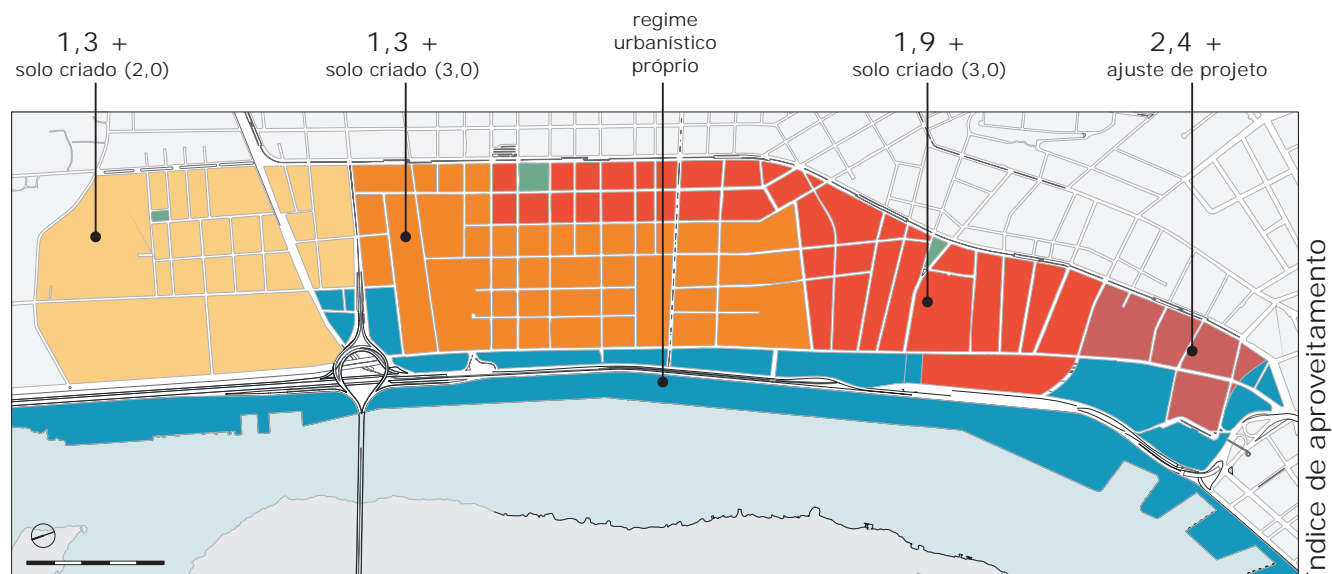 1,3 +
solo criado (2,0)
1,3 +
solo criado (3,0)
regime
urbanístico
próprio
1,9 +
solo criado (3,0)
2,4 +
ajuste de projeto
índice de aproveitamento